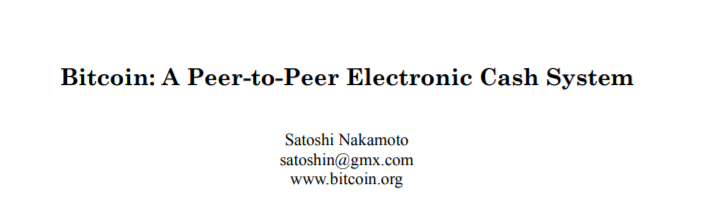 Bitcoin: A Peer-to-Peer Electronic Cash System
Satoshi Nakamoto
satoshin@gmx.com
www.bitcoin.org